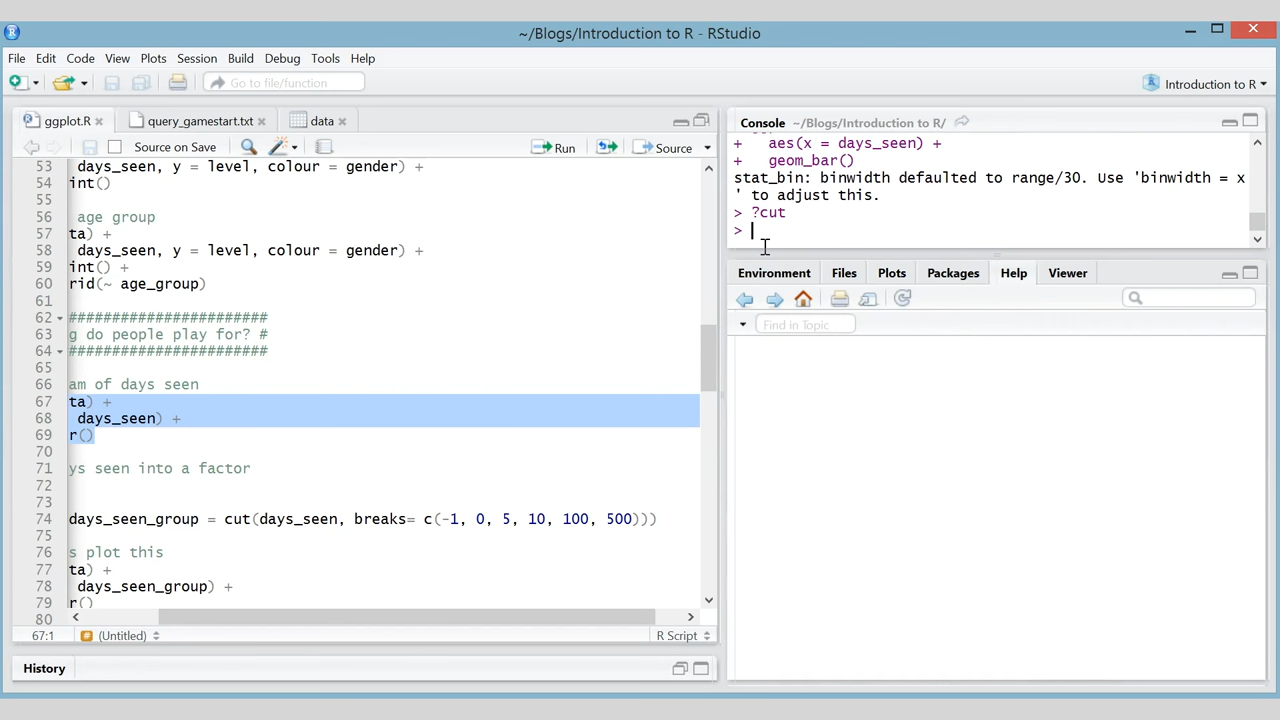 ~/Blogs/Introduction to R - RStudio
File Edit Code View Plots Session Build Debug Tools Help
Go to file/function
Introduction to R
ggplot.R
query_gamestart.txt
data
Source on Save
Run
Source
53 days_seen, y = level, colour = gender) +
54 int()
55
56 age group
57 ta) +
58 days_seen, y = level, colour = gender) +
59 int() +
60 rid(~ age_group)
61
62 #######################
63 g do people play for? #
64 #######################
65
66 am of days seen
67 ta) +
68 days_seen) +
69 r()
70
71 ys seen into a factor
72
73
74 days_seen_group = cut(days_seen, breaks= c(-1, 0, 5, 10, 100, 500)))
75
76 s plot this
77 ta) +
78 days_seen_group) +
79 r()
80
67:1
(Untitled)
R Script
History
Console ~/Blogs/Introduction to R/
+ aes(x = days_seen) +
+ geom_bar()
stat_bin: binwidth defaulted to range/30. Use 'binwidth = x
' to adjust this.
> ?cut
>
Environment Files Plots Packages Help Viewer
Find in Topic